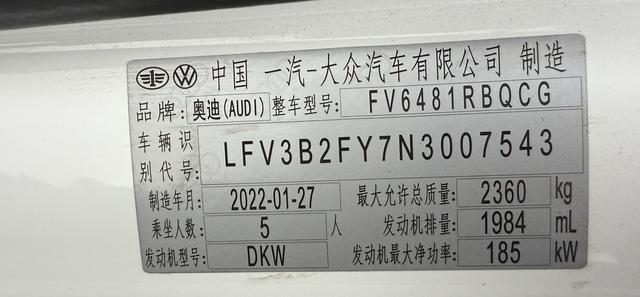 中国 一汽-大众汽车有限公司 制造
品牌: 奥迪(AUDI) 整车型号: FV6481RBQCG
车辆识别代号: LFV3B2FY7N3007543
制造年月: 2022-01-27 最大允许总质量: 2360 kg
乘坐人数: 5 人 发动机排量: 1984 mL
发动机型号: DKW 发动机最大净功率: 185 kW